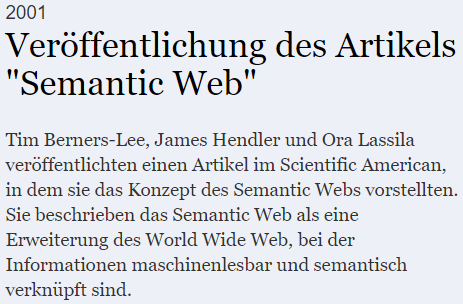 2001
Veröffentlichung des Artikels
"Semantic Web"
Tim Berners-Lee, James Hendler und Ora Lassila
veröffentlichten einen Artikel im Scientific American,
in dem sie das Konzept des Semantic Webs vorstellten.
Sie beschrieben das Semantic Web als eine
Erweiterung des World Wide Web, bei der
Informationen maschinenlesbar und semantisch
verknüpft sind.